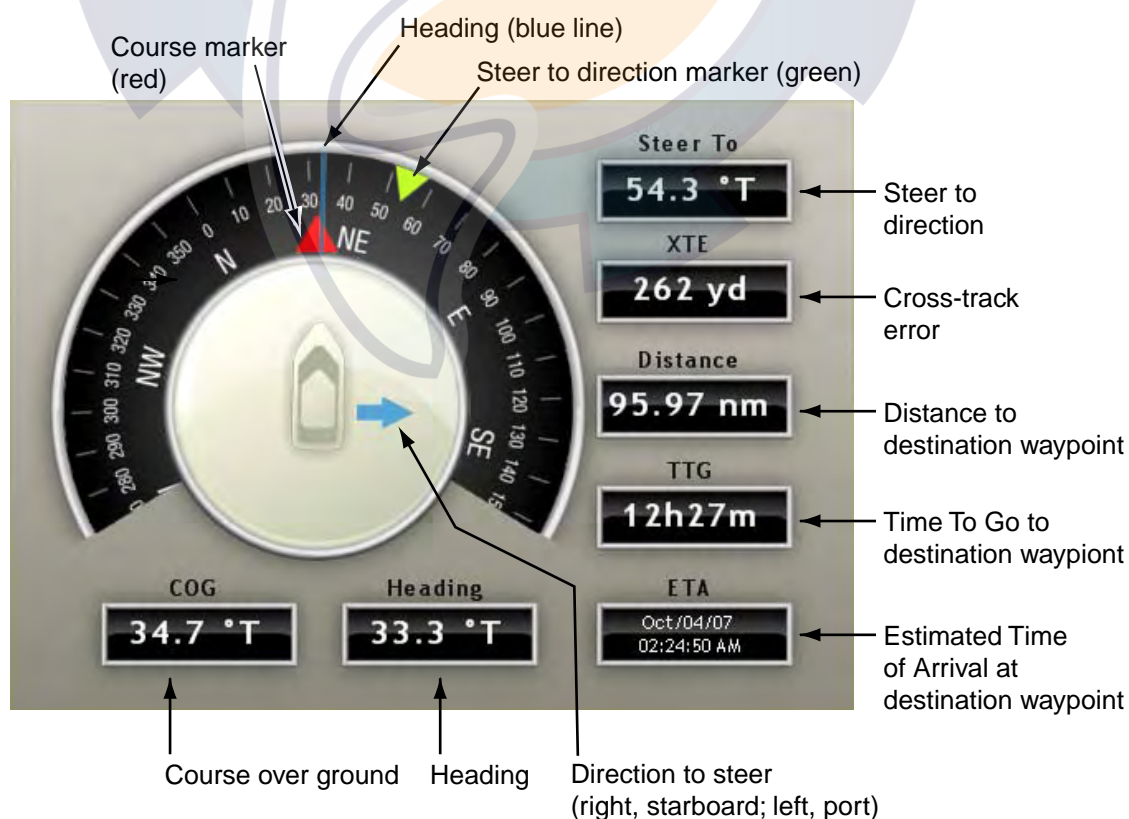 Heading (blue line)
Course marker
(red)
Steer to direction marker (green)
Steer To
54.3 °T
Steer to
direction
XTE
262 yd
Cross-track
error
Distance
95.97 nm
Distance to
destination waypoint
TTG
12h27m
Time To Go to
destination waypiont
ETA
Oct/04/07
02:24:50 AM
Estimated Time
of Arrival at
destination waypoint
280 290 300 310 320 330 340 350 0 10 20 30 40 50 60 70 80 90 100 110 120 130 140
NW N NE E SE
COG
34.7 °T
Heading
33.3 °T
Course over ground
Heading
Direction to steer
(right, starboard; left, port)